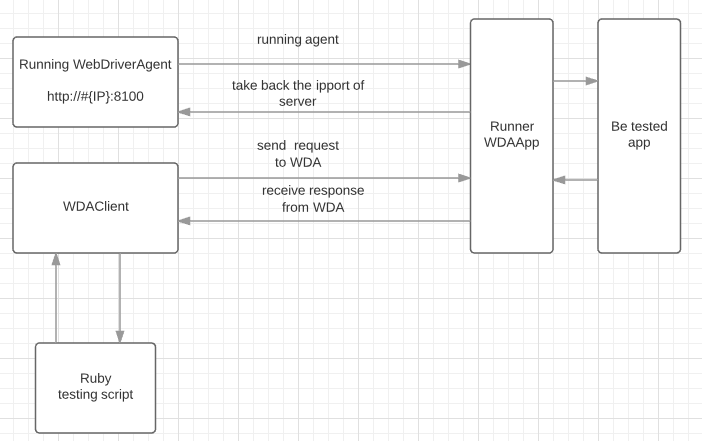 running agent
Running WebDriverAgent
http://#{IP}:8100
take back the ipport of
server
Runner
WDAApp
Be tested
app
send request
to WDA
receive response
from WDA
WDAClient
Ruby
testing script